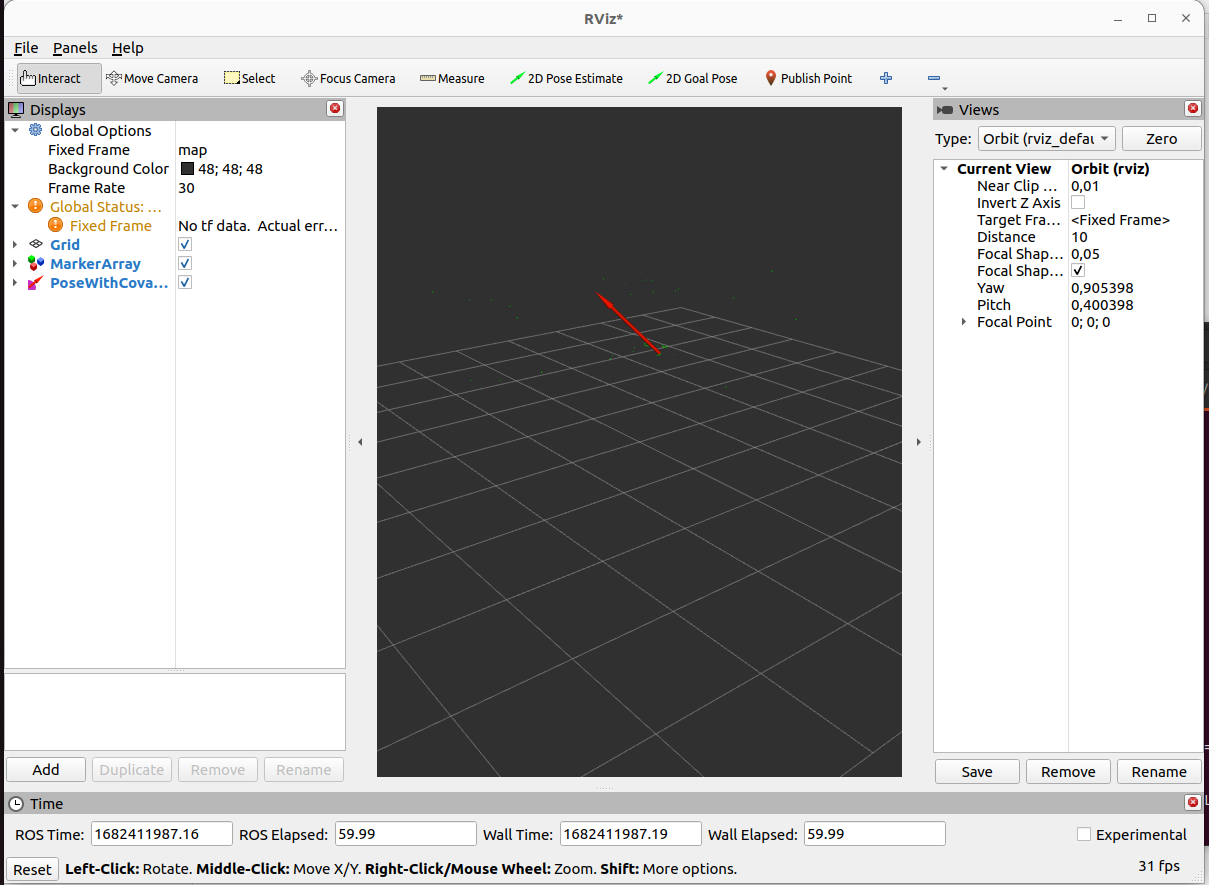 RViz*
File Panels Help
Interact Move Camera Select Focus Camera Measure 2D Pose Estimate 2D Goal Pose Publish Point
Displays
Global Options
Fixed Frame map
Background Color 48; 48; 48
Frame Rate 30
Global Status: ...
Fixed Frame No tf data. Actual err...
Grid
MarkerArray
PoseWithCova...
Add Duplicate Remove Rename
Views
Type: Orbit (rviz_defau Zero
Current View Orbit (rviz)
Near Clip ... 0,01
Invert Z Axis
Target Fra... <Fixed Frame>
Distance 10
Focal Shap... 0,05
Focal Shap...
Yaw 0,905398
Pitch 0,400398
Focal Point 0; 0; 0
Save Remove Rename
Time
ROS Time: 1682411987.16 ROS Elapsed: 59.99 Wall Time: 1682411987.19 Wall Elapsed: 59.99 Experimental
Reset Left-Click: Rotate. Middle-Click: Move X/Y. Right-Click/Mouse Wheel: Zoom. Shift: More options. 31 fps